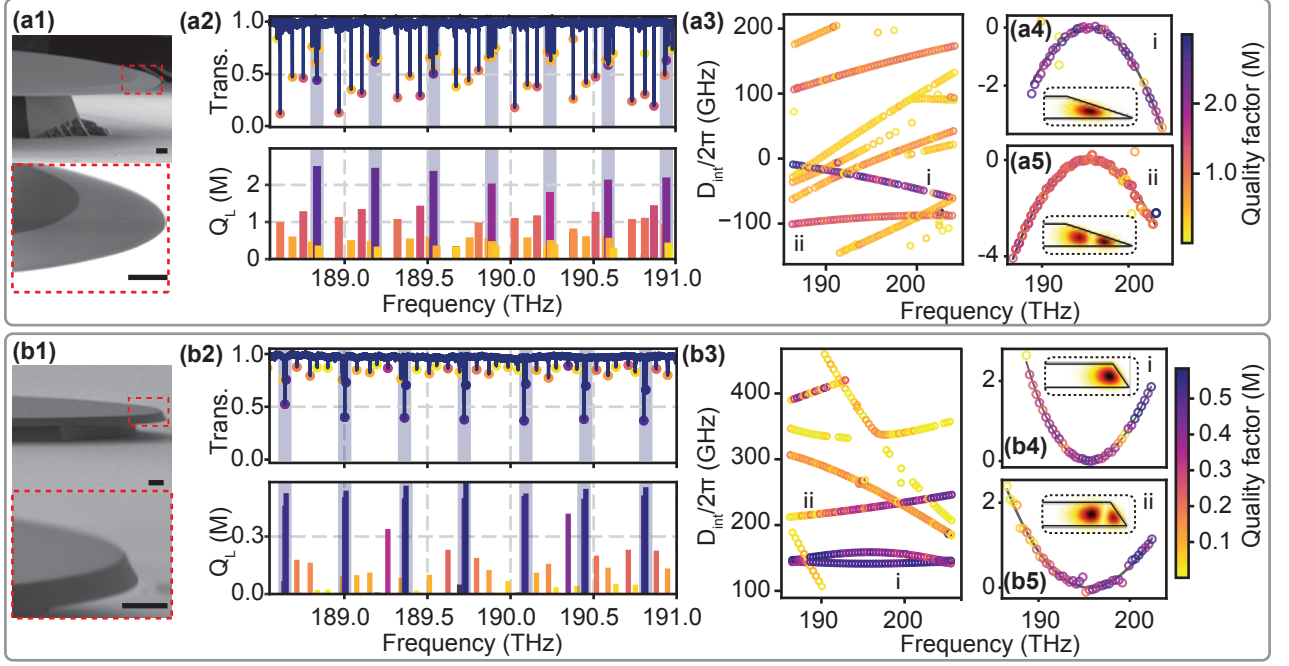 (a1)
(a2)
(a3)
(a4)
(a5)
Trans.
1.0
0.5
0.0
Q_L (M)
2
1
0
189.0 189.5 190.0 190.5 191.0
Frequency (THz)
D_int/2π (GHz)
200
100
0
−100
i
ii
190 200
Frequency (THz)
0
-2
i
0
-4
ii
190 200
Quality factor (M)
2.0
1.0
(b1)
(b2)
(b3)
(b4)
(b5)
Trans.
1.0
0.5
0.0
Q_L (M)
0.3
0.0
189.0 189.5 190.0 190.5 191.0
Frequency (THz)
D_int/2π (GHz)
400
300
200
100
ii
i
190 200
Frequency (THz)
2
0
i
2
0
ii
190 200
Quality factor (M)
0.5
0.4
0.3
0.2
0.1